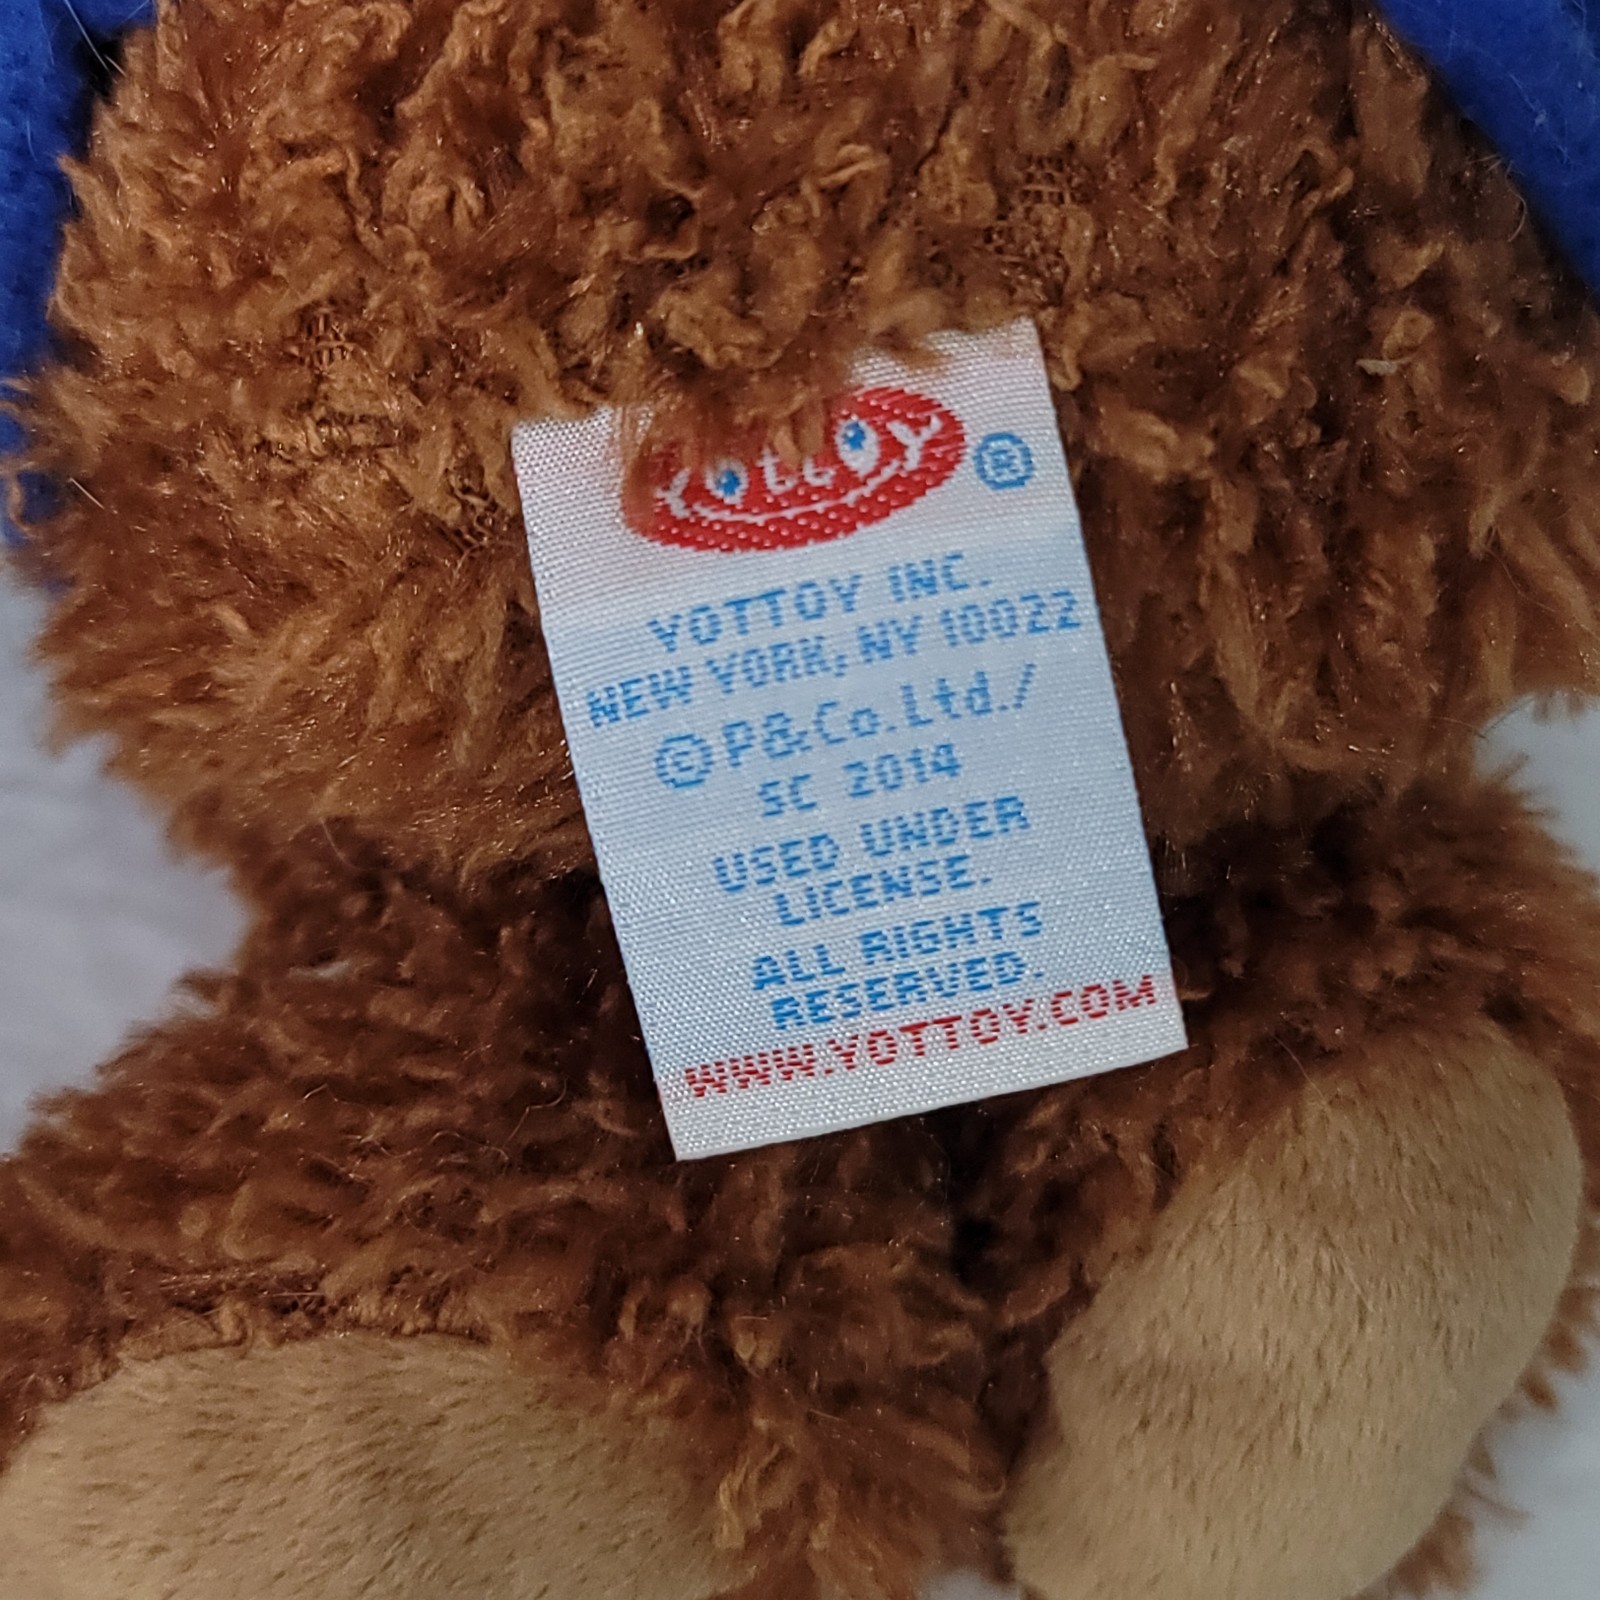 yottoy ®
YOTTOY INC.
NEW YORK, NY 10022
© P&Co.Ltd./
SC 2014
USED UNDER
LICENSE.
ALL RIGHTS
RESERVED.
WWW.YOTTOY.COM